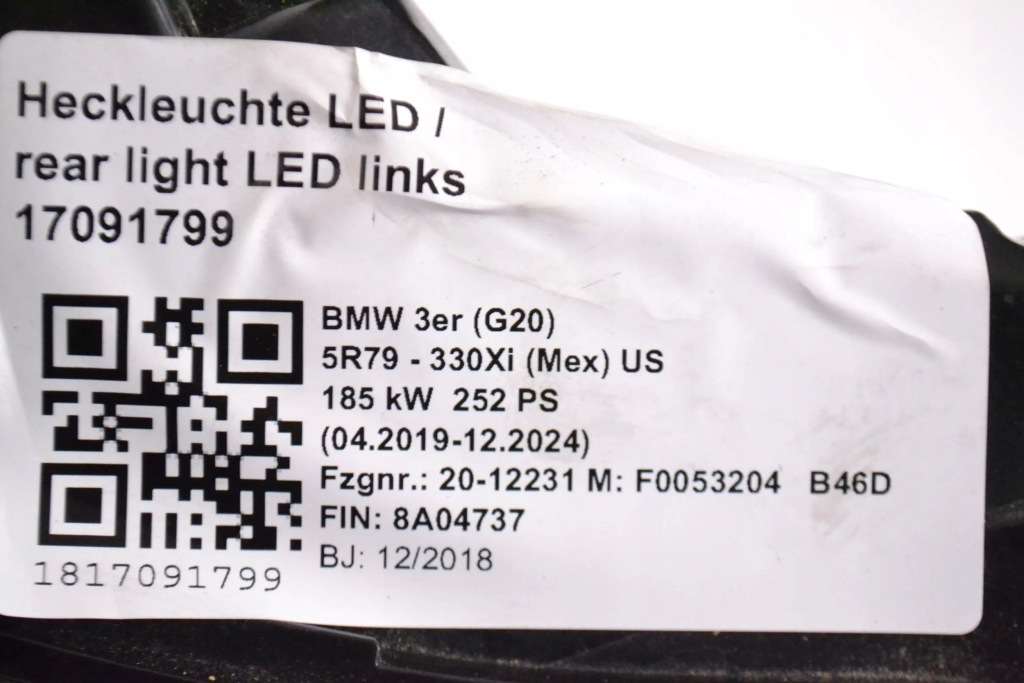 Heckleuchte LED /
rear light LED links
17091799
BMW 3er (G20)
5R79 - 330Xi (Mex) US
185 kW 252 PS
(04.2019-12.2024)
Fzgnr.: 20-12231 M: F0053204 B46D
FIN: 8A04737
BJ: 12/2018
1817091799